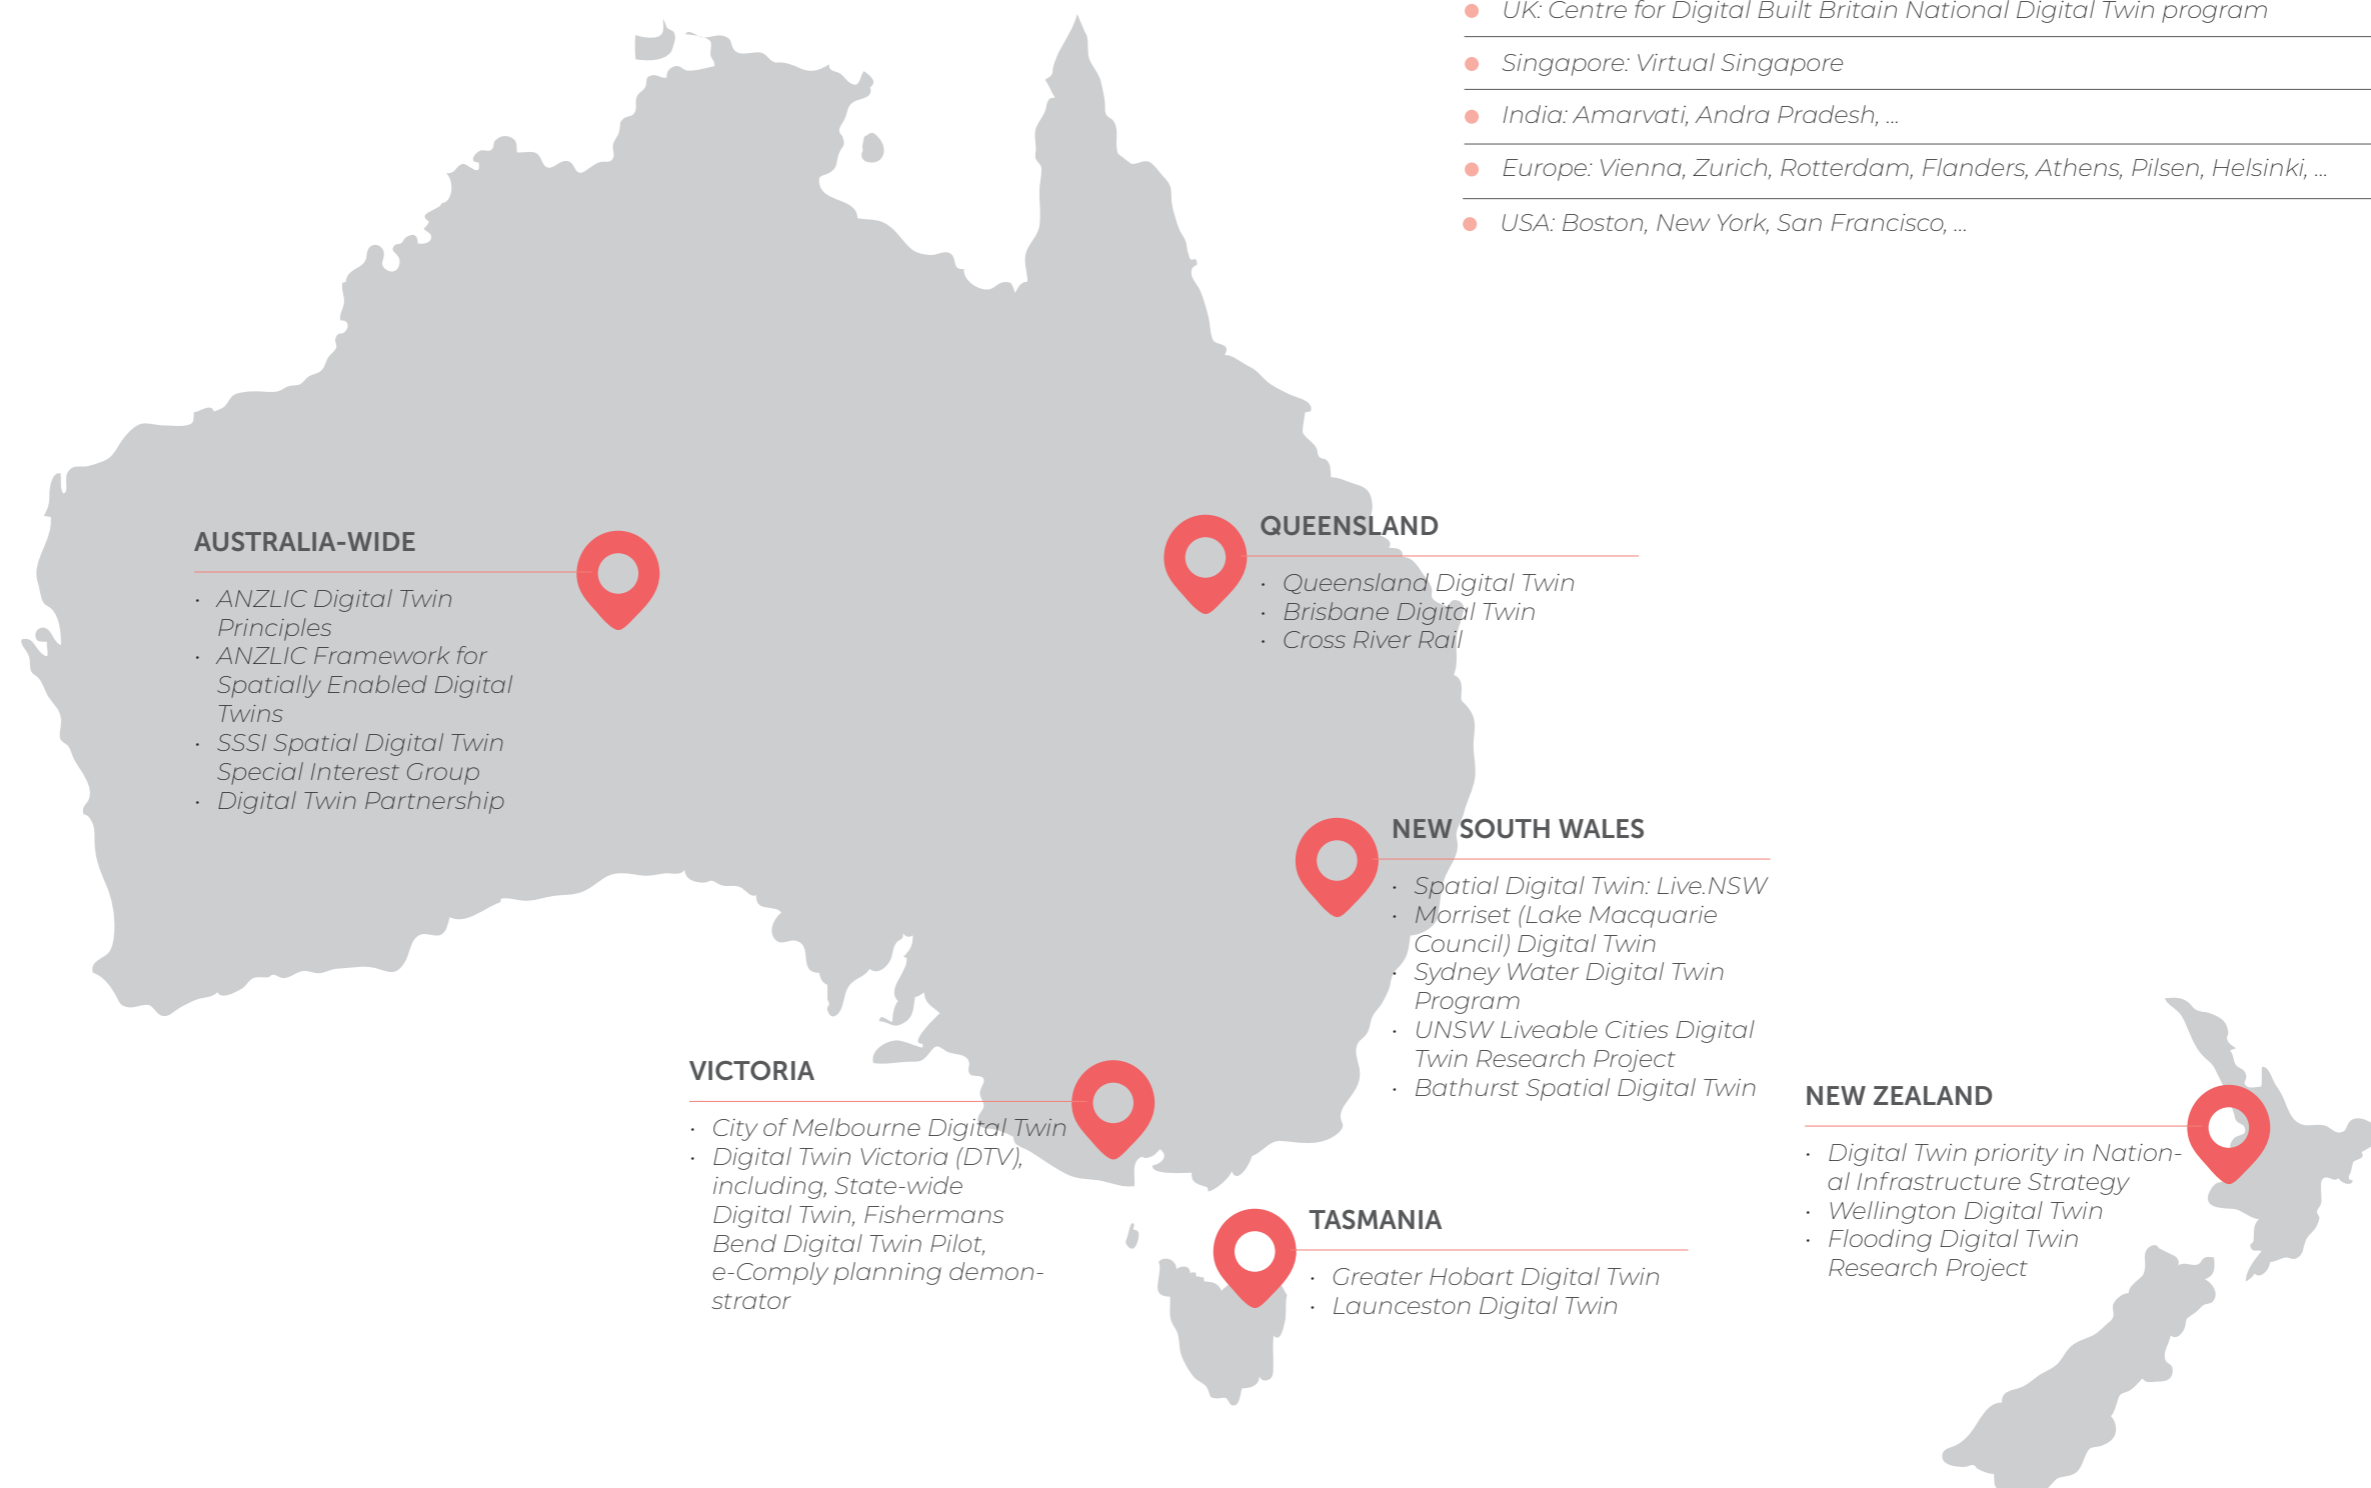 UK: Centre for Digital Built Britain National Digital Twin program
Singapore: Virtual Singapore
India: Amarvati, Andra Pradesh, ...
Europe: Vienna, Zurich, Rotterdam, Flanders, Athens, Pilsen, Helsinki, ...
USA: Boston, New York, San Francisco, ...
AUSTRALIA-WIDE
• ANZLIC Digital Twin
Principles
• ANZLIC Framework for
Spatially Enabled Digital
Twins
• SSSI Spatial Digital Twin
Special Interest Group
• Digital Twin Partnership
QUEENSLAND
• Queensland Digital Twin
• Brisbane Digital Twin
• Cross River Rail
NEW SOUTH WALES
• Spatial Digital Twin: Live.NSW
• Morriset (Lake Macquarie
Council) Digital Twin
• Sydney Water Digital Twin
Program
• UNSW Liveable Cities Digital
Twin Research Project
• Bathurst Spatial Digital Twin
VICTORIA
• City of Melbourne Digital Twin
• Digital Twin Victoria (DTV),
including, State-wide
Digital Twin, Fishermans
Bend Digital Twin Pilot,
e-Comply planning demon-
strator
TASMANIA
• Greater Hobart Digital Twin
• Launceston Digital Twin
NEW ZEALAND
• Digital Twin priority in Nation-
al Infrastructure Strategy
• Wellington Digital Twin
• Flooding Digital Twin
Research Project